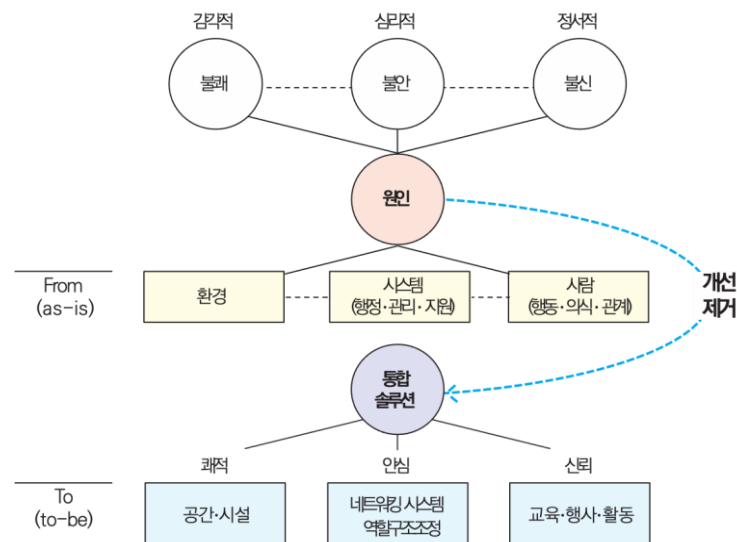 감각적
심리적
정서적
불쾌
불안
불신
원인
From
(as-is)
환경
시스템
(행정·관리·지원)
사람
(행동·의식·관계)
개선
제거
통합
솔루션
쾌적
안심
신뢰
To
(to-be)
공간·시설
네트워킹 시스템
역할구조조정
교육·행사·활동